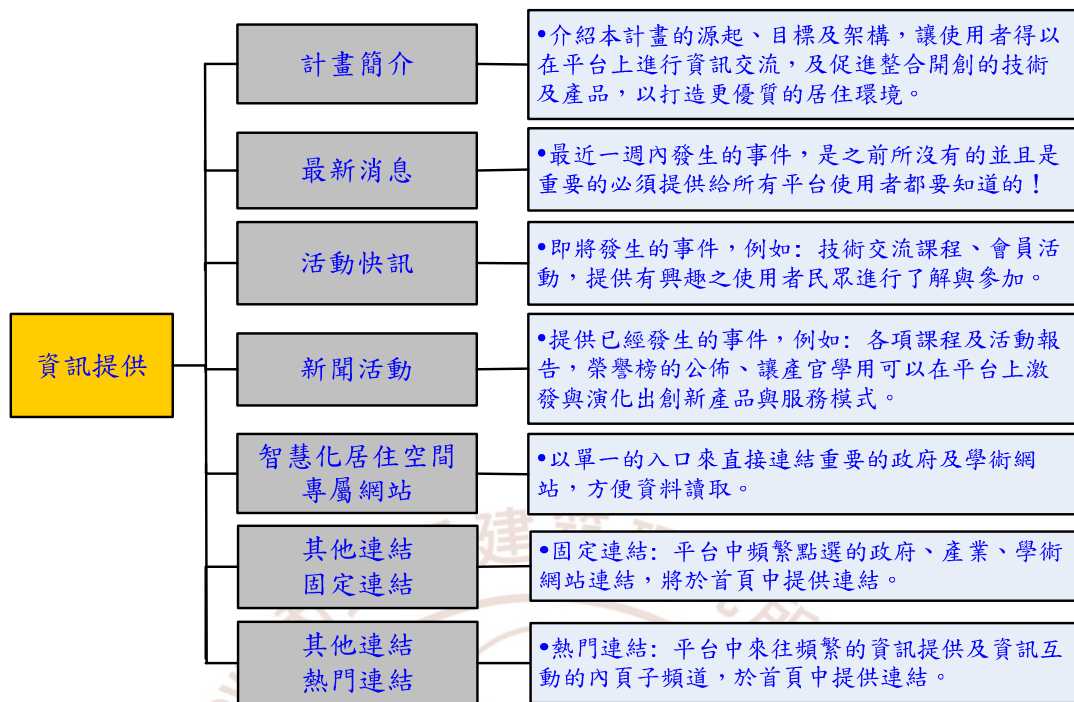 資訊提供
計畫簡介
•介紹本計畫的源起、目標及架構，讓使用者得以
在平台上進行資訊交流，及促進整合開創的技術
及產品，以打造更優質的居住環境。
最新消息
•最近一週內發生的事件，是之前所沒有的並且是
重要的必須提供給所有平台使用者都要知道的！
活動快訊
•即將發生的事件，例如: 技術交流課程、會員活
動，提供有興趣之使用者民眾進行了解與參加。
新聞活動
•提供已經發生的事件，例如: 各項課程及活動報
告，榮譽榜的公佈、讓產官學用可以在平台上激
發與演化出創新產品與服務模式。
智慧化居住空間
專屬網站
•以單一的入口來直接連結重要的政府及學術網
站，方便資料讀取。
其他連結
固定連結
•固定連結: 平台中頻繁點選的政府、產業、學術
網站連結，將於首頁中提供連結。
其他連結
熱門連結
•熱門連結: 平台中來往頻繁的資訊提供及資訊互
動的內頁子頻道，於首頁中提供連結。
建築